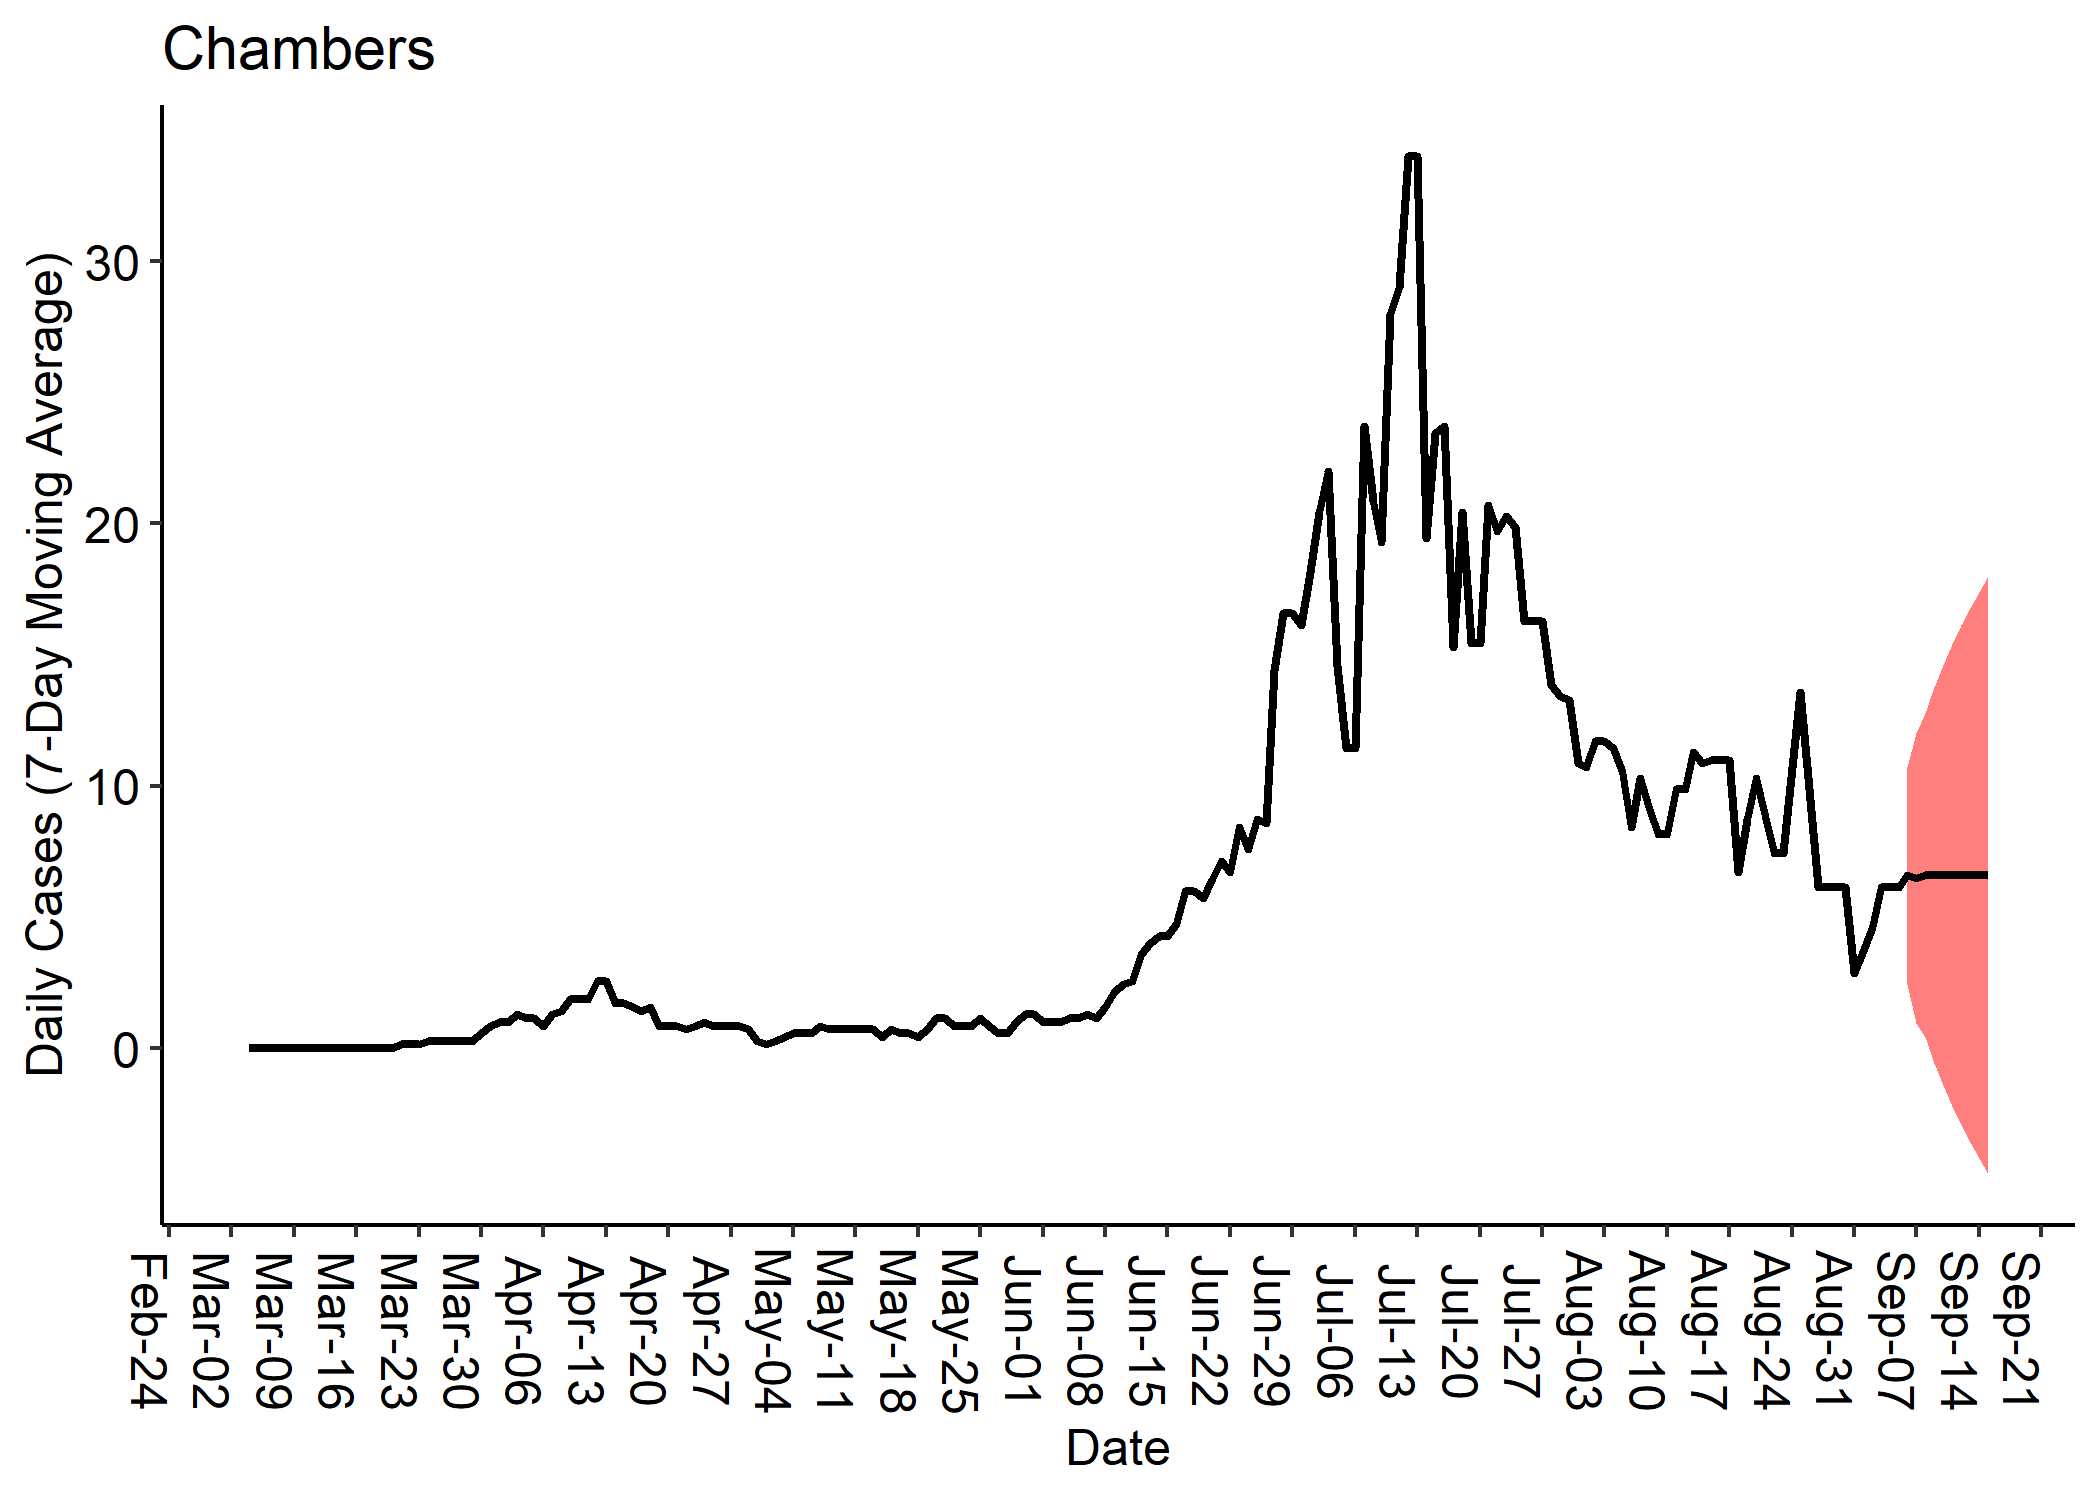 Chambers
Daily Cases (7-Day Moving Average)
30
20
10
0
Feb-24
Mar-02
Mar-09
Mar-16
Mar-23
Mar-30
Apr-06
Apr-13
Apr-20
Apr-27
May-04
May-11
May-18
May-25
Jun-01
Jun-08
Jun-15
Jun-22
Jun-29
Jul-06
Jul-13
Jul-20
Jul-27
Aug-03
Aug-10
Aug-17
Aug-24
Aug-31
Sep-07
Sep-14
Sep-21
Date